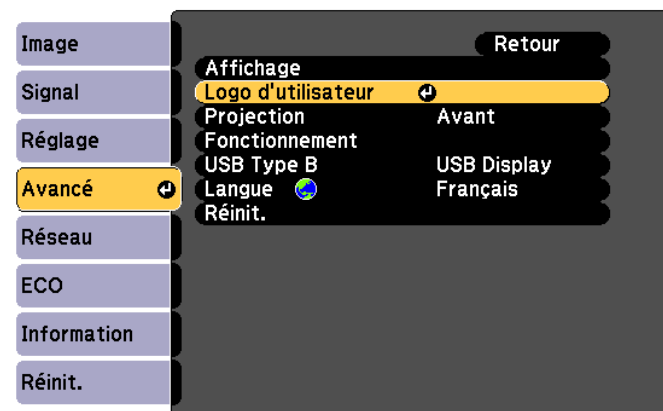 Image
Signal
Réglage
Avancé
Réseau
ECO
Information
Réinit.
Retour
Affichage
Logo d'utilisateur
Projection Avant
Fonctionnement
USB Type B USB Display
Langue Français
Réinit.